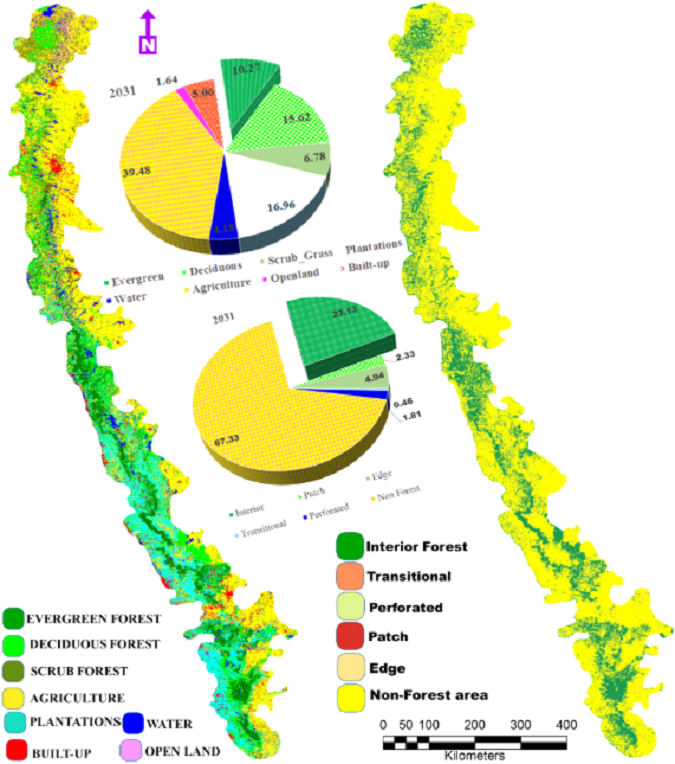 N
2031
1.64
5.06
10.27
15.62
6.78
16.96
4.18
39.48
Evergreen Deciduous Scrub_Grass Plantations
Water Agriculture Openland Built-up
2031
23.13
2.33
4.94
0.45
1.81
67.33
Interior Patch Edge
Transitional Perforated Non Forest
Interior Forest
Transitional
Perforated
Patch
Edge
Non-Forest area
EVERGREEN FOREST
DECIDUOUS FOREST
SCRUB FOREST
AGRICULTURE
PLANTATIONS WATER
BUILT-UP OPEN LAND
0 50 100 200 300 400
Kilometers